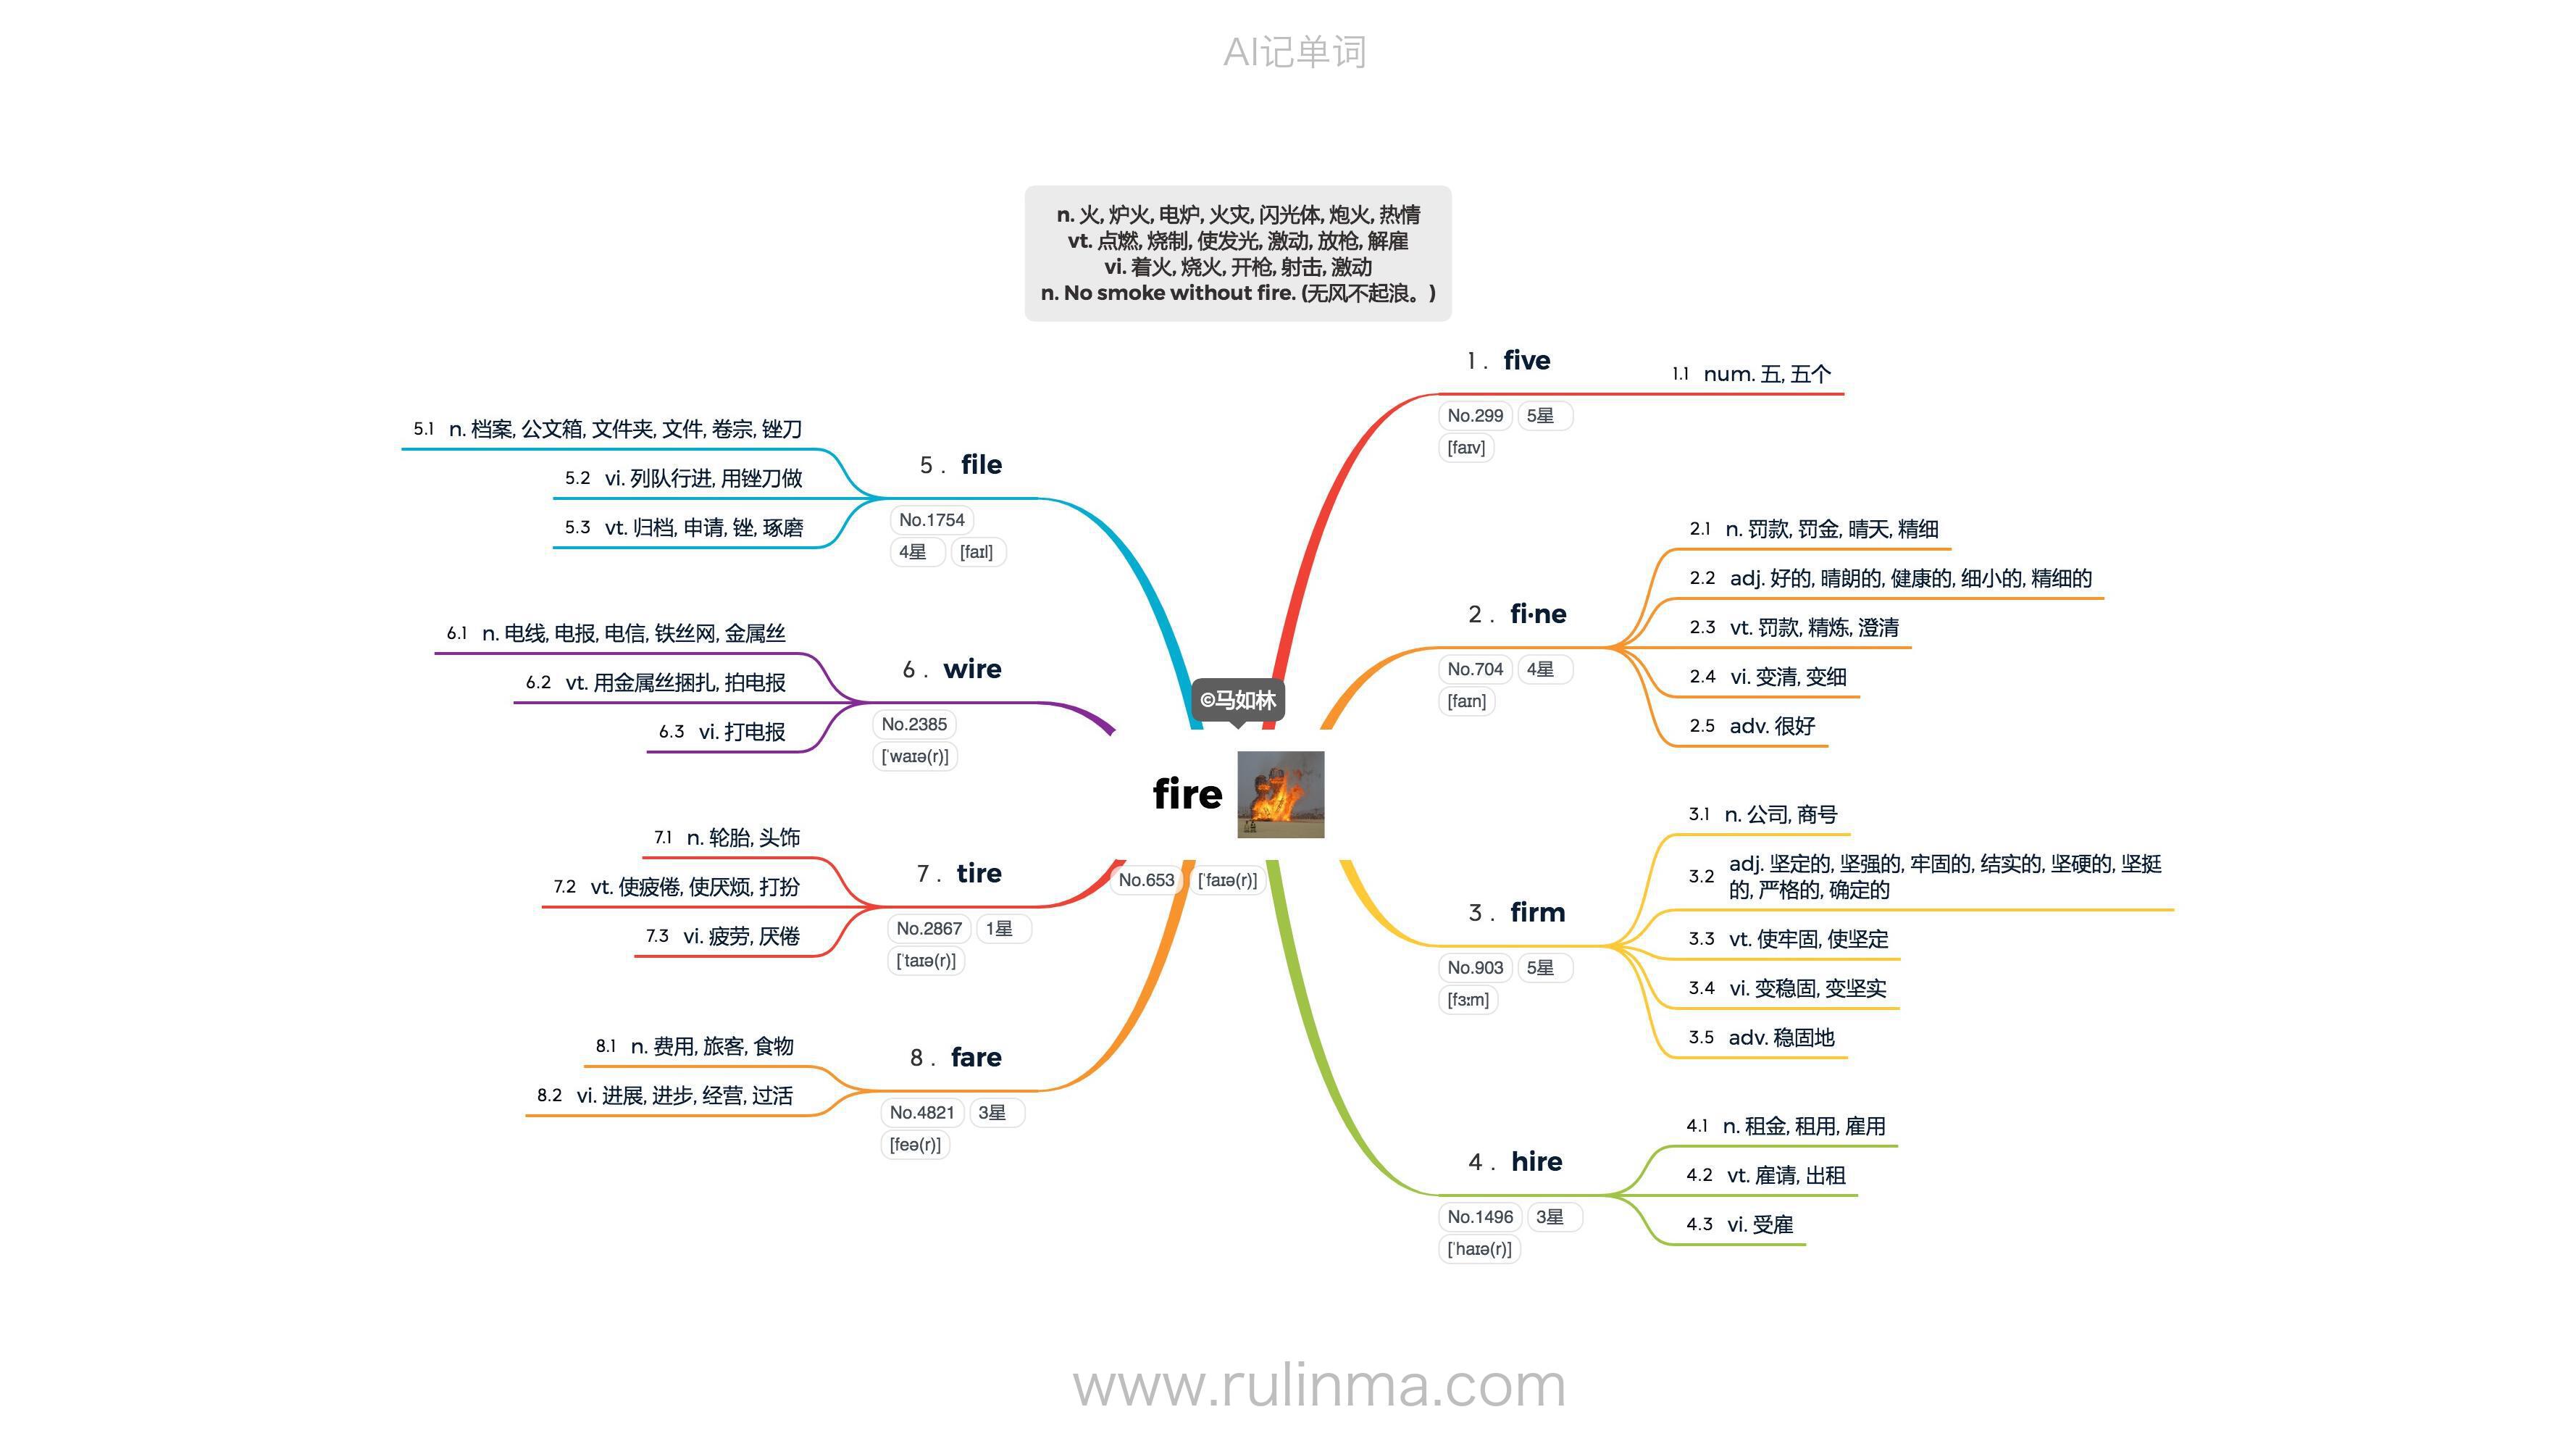 AI记单词
n. 火, 炉火, 电炉, 火灾, 闪光体, 炮火, 热情
vt. 点燃, 烧制, 使发光, 激动, 放枪, 解雇
vi. 着火, 烧火, 开枪, 射击, 激动
n. No smoke without fire. (无风不起浪。)
©马如林
fire
No.653 [ˈfaɪə(r)]
1 . five
No.299 5星
[faɪv]
1.1 num. 五, 五个
2 . fi·ne
No.704 4星
[faɪn]
2.1 n. 罚款, 罚金, 晴天, 精细
2.2 adj. 好的, 晴朗的, 健康的, 细小的, 精细的
2.3 vt. 罚款, 精炼, 澄清
2.4 vi. 变清, 变细
2.5 adv. 很好
3 . firm
No.903 5星
[fɜːm]
3.1 n. 公司, 商号
3.2 adj. 坚定的, 坚强的, 牢固的, 结实的, 坚硬的, 坚挺
的, 严格的, 确定的
3.3 vt. 使牢固, 使坚定
3.4 vi. 变稳固, 变坚实
3.5 adv. 稳固地
4 . hire
No.1496 3星
[ˈhaɪə(r)]
4.1 n. 租金, 租用, 雇用
4.2 vt. 雇请, 出租
4.3 vi. 受雇
5 . file
No.1754
4星 [faɪl]
5.1 n. 档案, 公文箱, 文件夹, 文件, 卷宗, 锉刀
5.2 vi. 列队行进, 用锉刀做
5.3 vt. 归档, 申请, 锉, 琢磨
6 . wire
No.2385
[ˈwaɪə(r)]
6.1 n. 电线, 电报, 电信, 铁丝网, 金属丝
6.2 vt. 用金属丝捆扎, 拍电报
6.3 vi. 打电报
7 . tire
No.2867 1星
[ˈtaɪə(r)]
7.1 n. 轮胎, 头饰
7.2 vt. 使疲倦, 使厌烦, 打扮
7.3 vi. 疲劳, 厌倦
8 . fare
No.4821 3星
[feə(r)]
8.1 n. 费用, 旅客, 食物
8.2 vi. 进展, 进步, 经营, 过活
www.rulinma.com